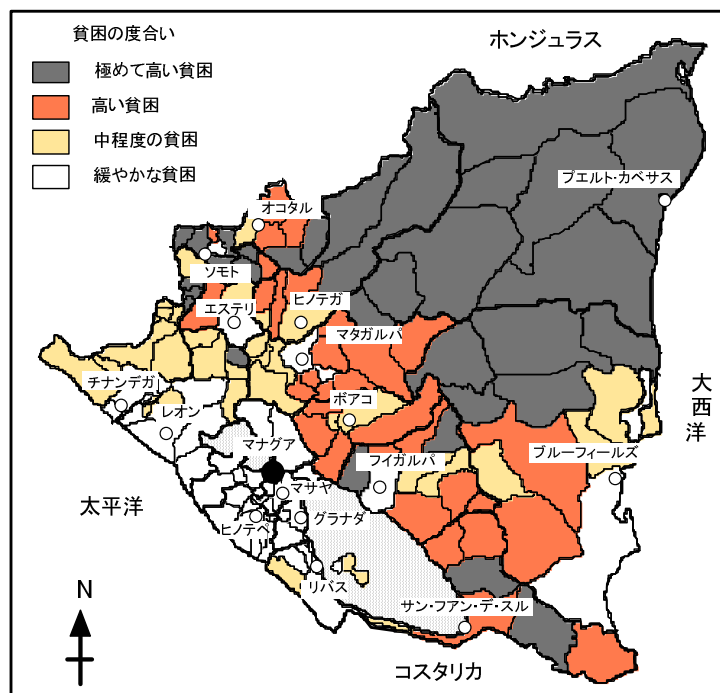 貧困の度合い
極めて高い貧困
高い貧困
中程度の貧困
緩やかな貧困
ホンジュラス
プエルト・カベサス
オコタル
ソモト
エステリ
ヒノテガ
マタガルパ
チナンデガ
レオン
ボアコ
大西洋
マナグア
フイガルパ
ブルーフィールズ
マサヤ
太平洋
グラナダ
ヒノテペ
リバス
サン・フアン・デ・スル
N
コスタリカ